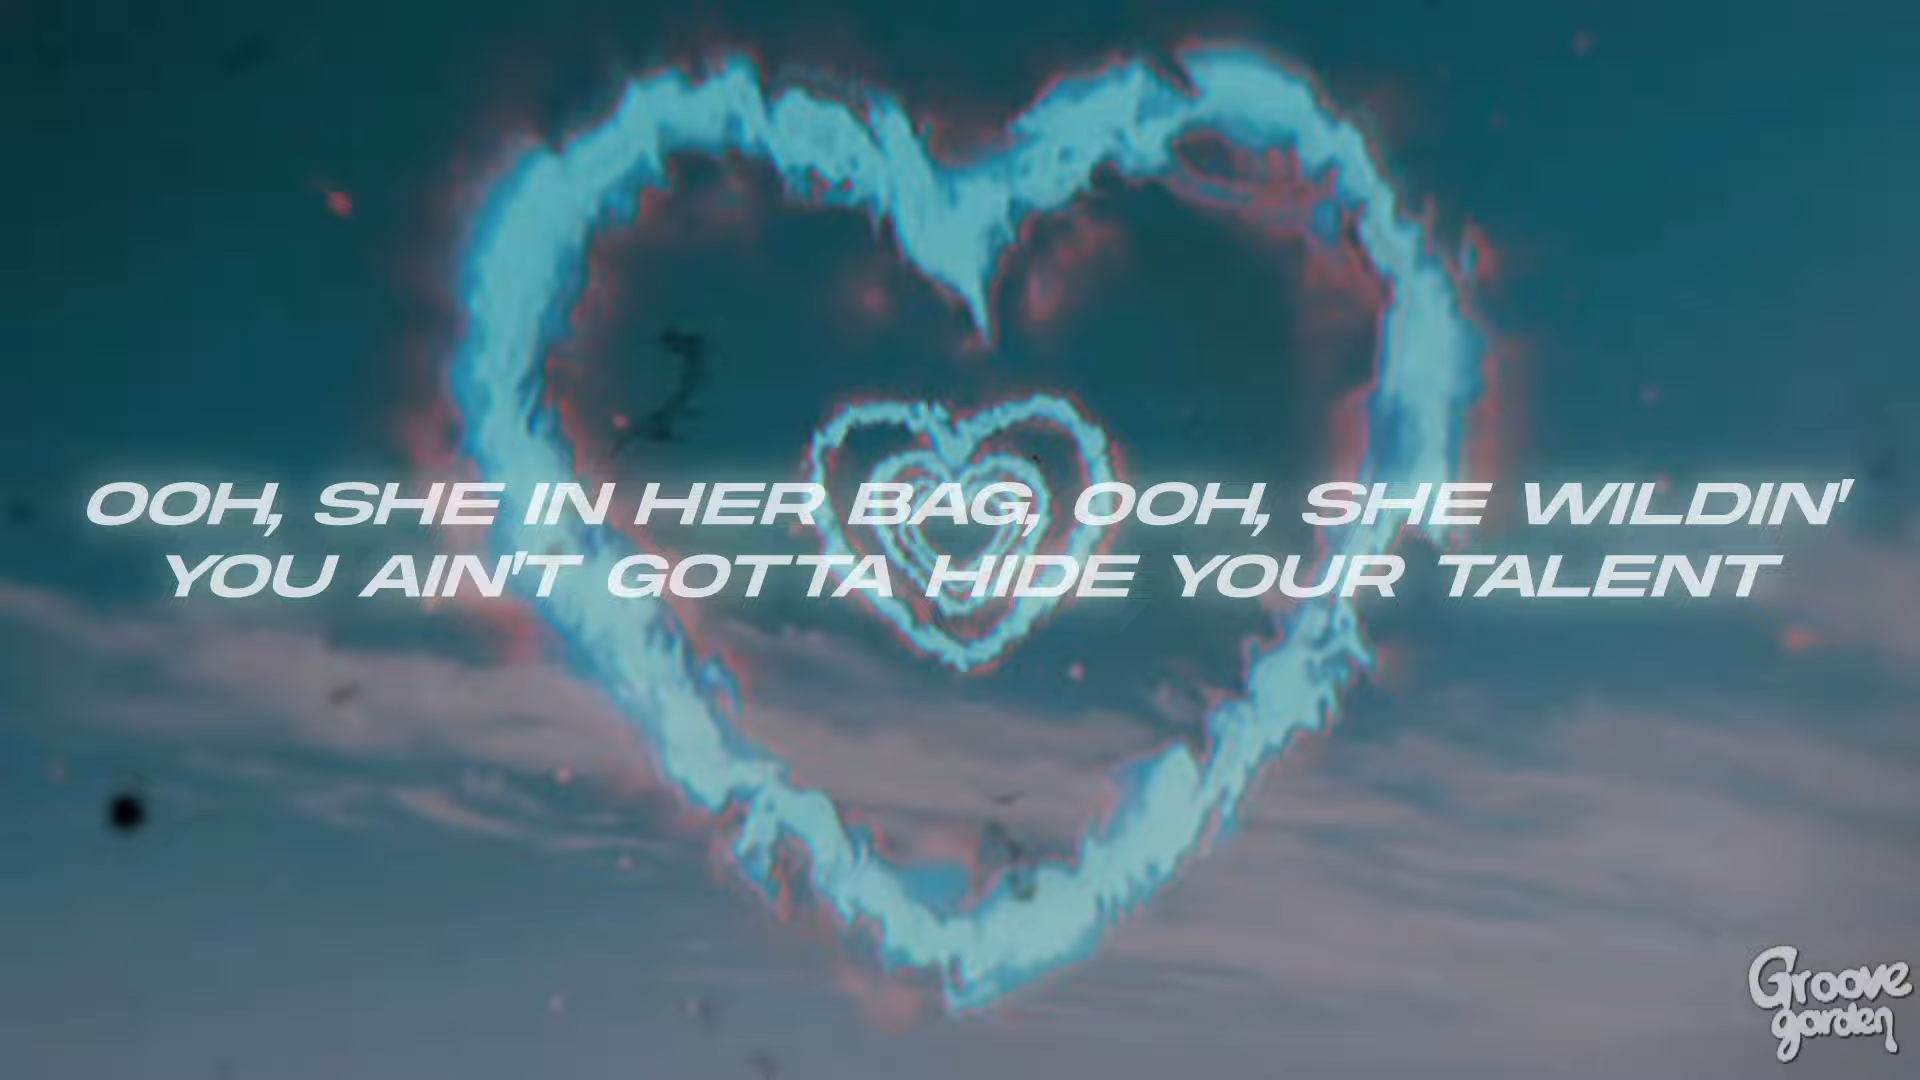 OOH, SHE IN HER BAG, OOH, SHE WILDIN'
YOU AIN'T GOTTA HIDE YOUR TALENT
Groove
garden